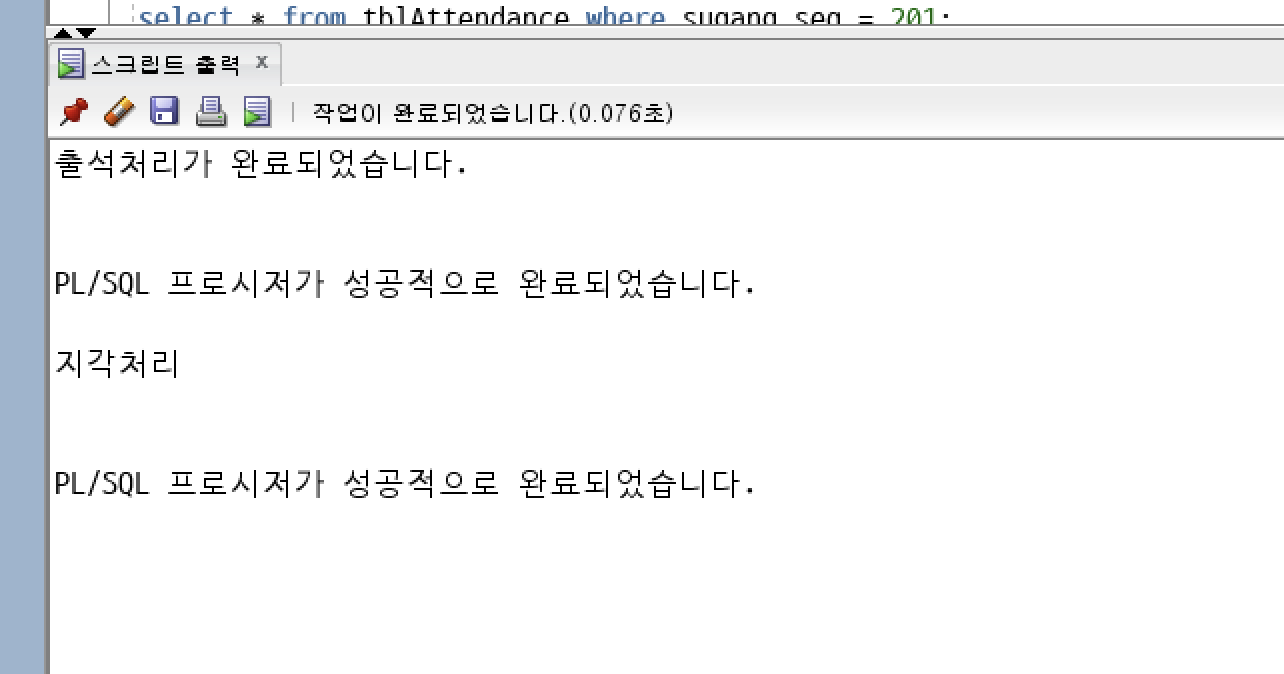 select * from tblAttendance where sugang_seq = 201;
스크립트 출력 x
작업이 완료되었습니다.(0.076초)
출석처리가 완료되었습니다.
PL/SQL 프로시저가 성공적으로 완료되었습니다.
지각처리
PL/SQL 프로시저가 성공적으로 완료되었습니다.